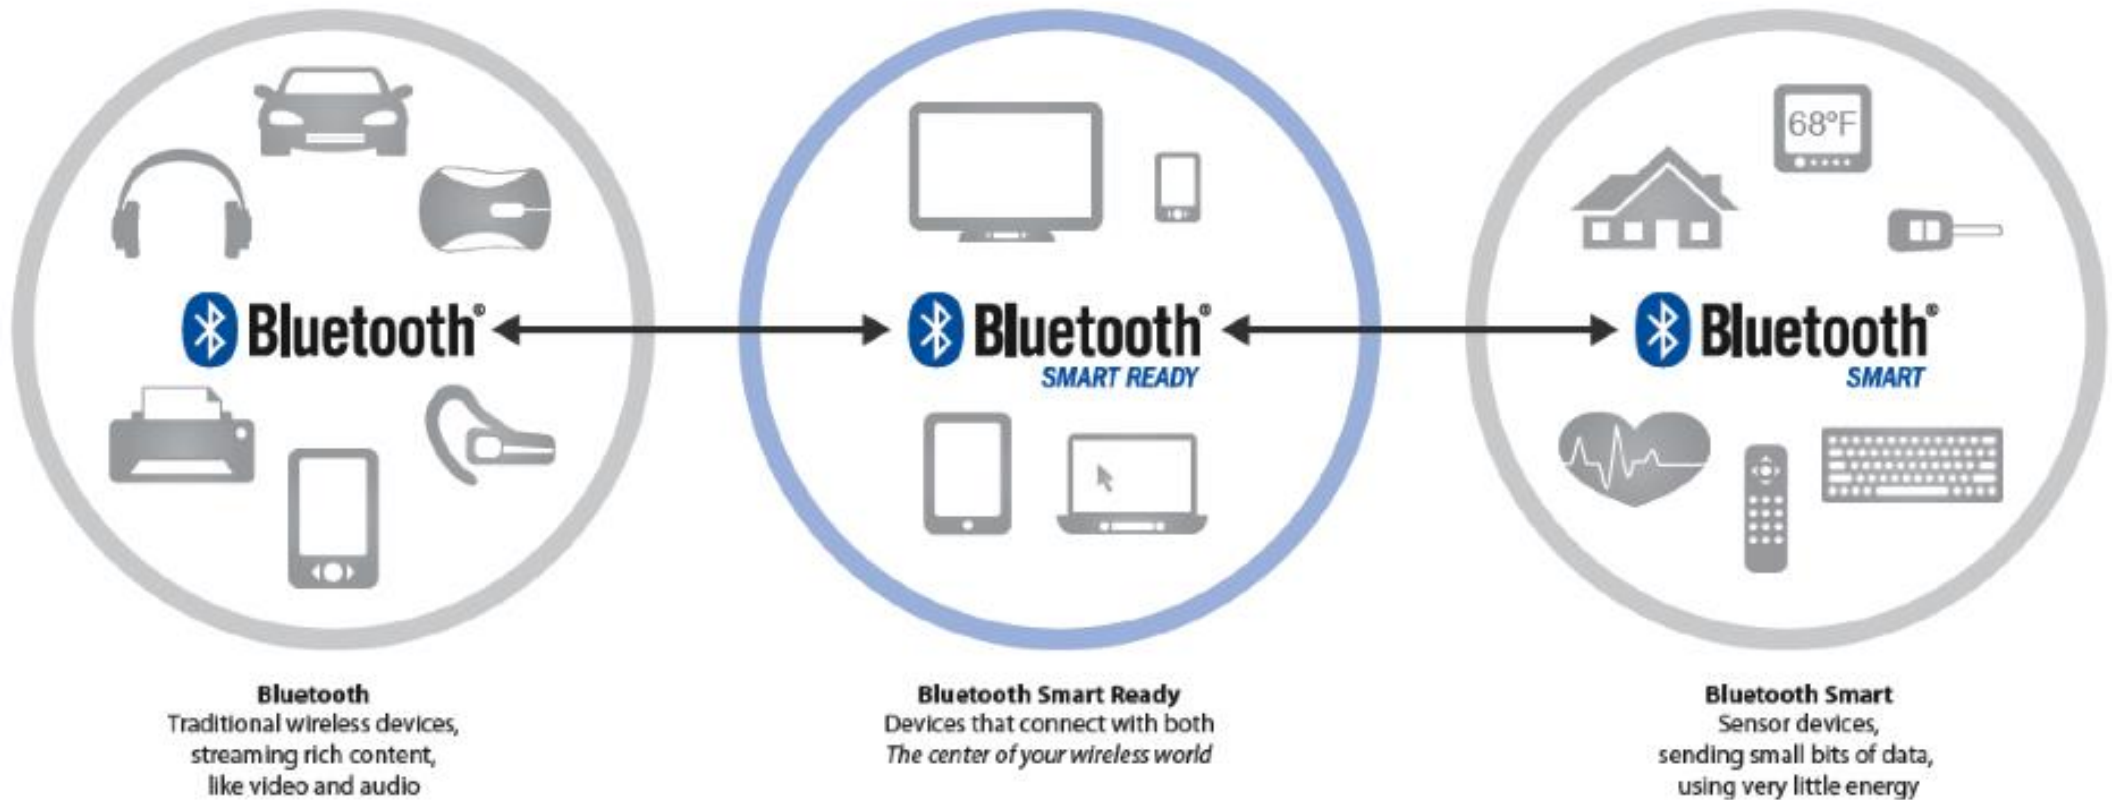 68°F
Bluetooth®
Bluetooth®
SMART READY
Bluetooth®
SMART
Bluetooth
Traditional wireless devices,
streaming rich content,
like video and audio
Bluetooth Smart Ready
Devices that connect with both
The center of your wireless world
Bluetooth Smart
Sensor devices,
sending small bits of data,
using very little energy